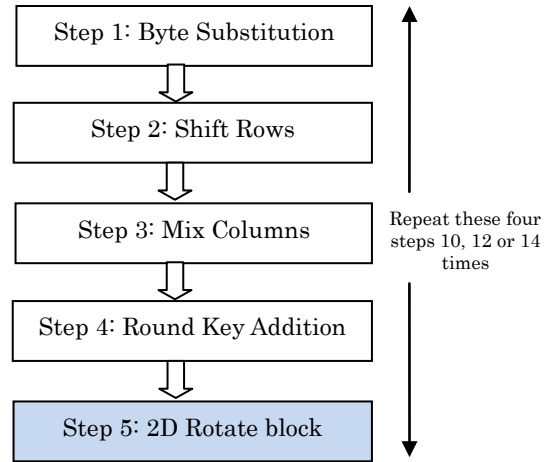 Step 1: Byte Substitution
Step 2: Shift Rows
Step 3: Mix Columns
Repeat these four
steps 10, 12 or 14
times
Step 4: Round Key Addition
Step 5: 2D Rotate block